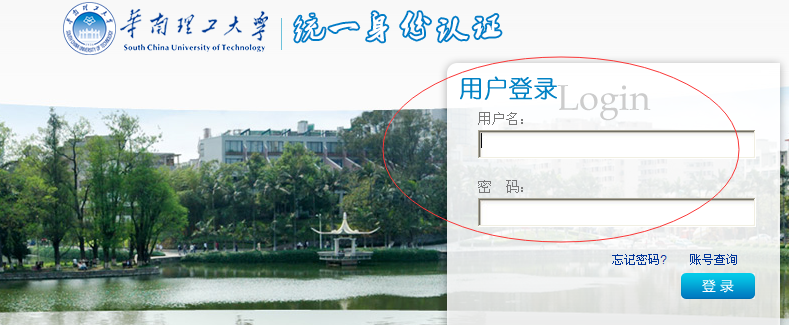 華南理工大學 统一身份认证
South China University of Technology
用户登录 Login
用户名：
密 码：
忘记密码? 账号查询
登 录